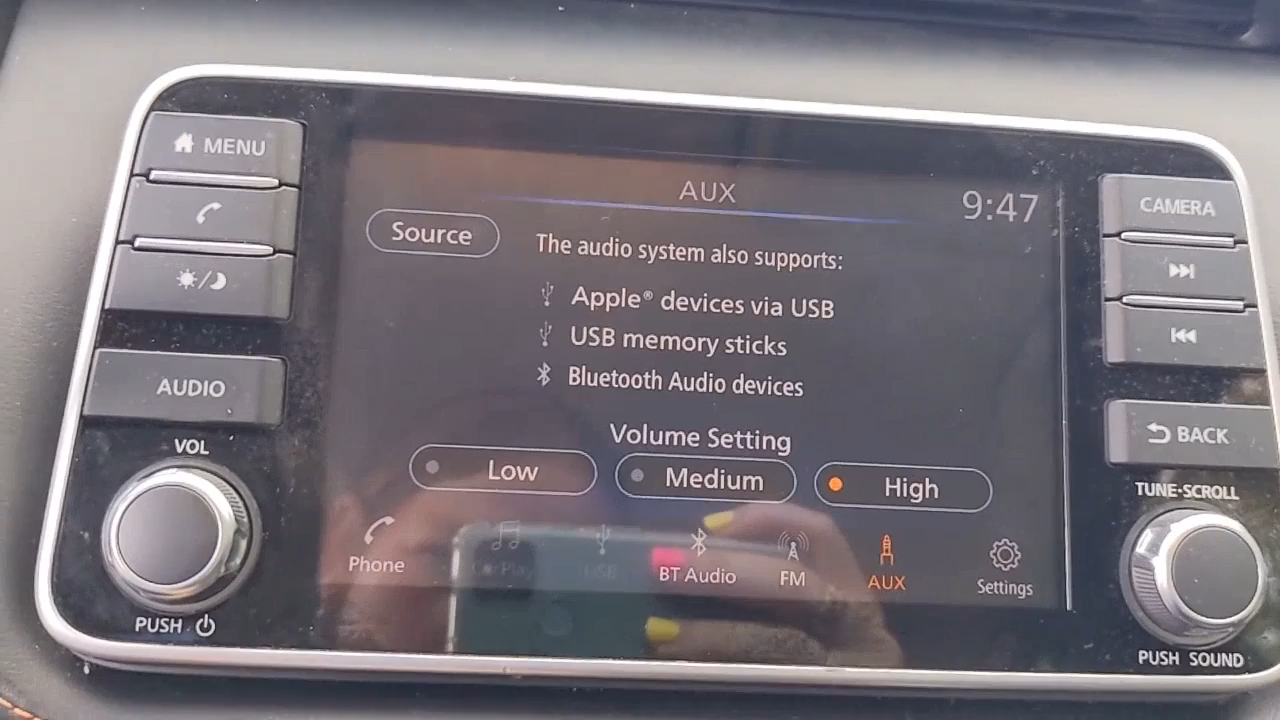 MENU
AUDIO
VOL
PUSH
AUX
9:47
Source
The audio system also supports:
Apple® devices via USB
USB memory sticks
Bluetooth Audio devices
Volume Setting
Low
Medium
High
Phone
CarPlay
USB
BT Audio
FM
AUX
Settings
CAMERA
BACK
TUNE·SCROLL
PUSH SOUND